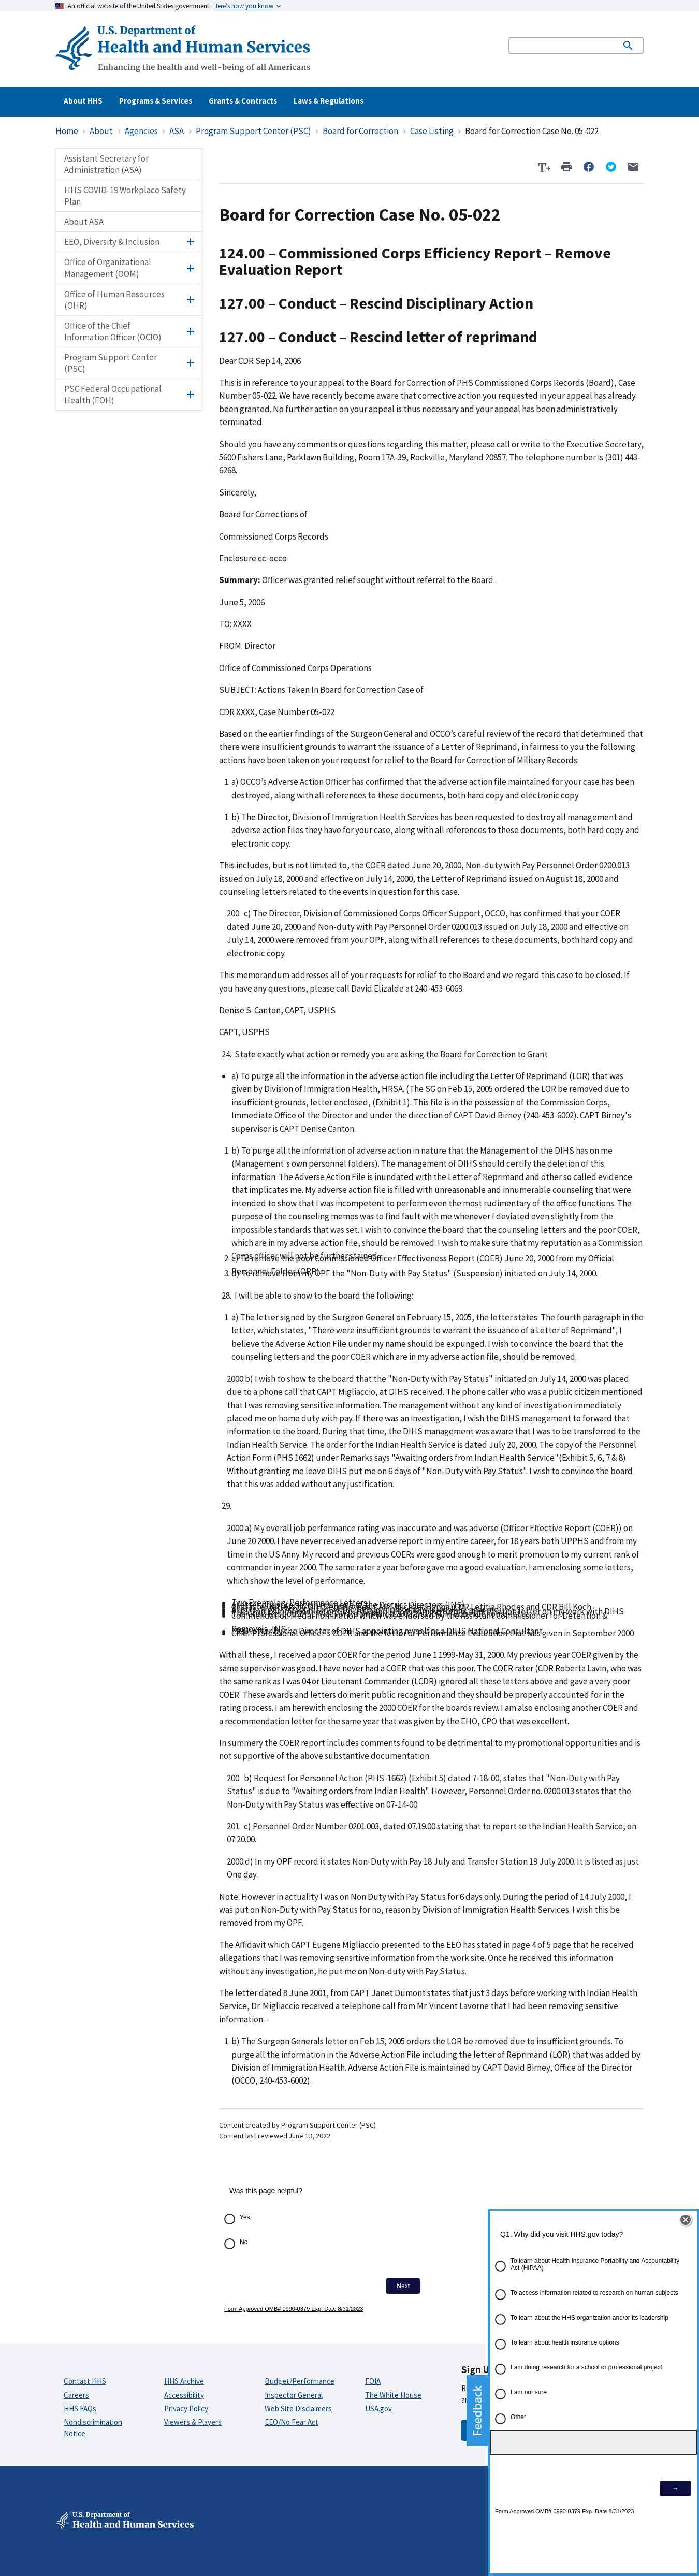 An official website of the United States government Here's how you know
U.S. Department of
Health and Human Services
Enhancing the health and well-being of all Americans
About HHS Programs & Services Grants & Contracts Laws & Regulations
Home › About › Agencies › ASA › Program Support Center (PSC) › Board for Correction › Case Listing › Board for Correction Case No. 05-022
Assistant Secretary for
Administration (ASA)
HHS COVID-19 Workplace Safety
Plan
About ASA
EEO, Diversity & Inclusion
Office of Organizational
Management (OOM)
Office of Human Resources
(OHR)
Office of the Chief
Information Officer (OCIO)
Program Support Center
(PSC)
PSC Federal Occupational
Health (FOH)
T+
Board for Correction Case No. 05-022
124.00 – Commissioned Corps Efficiency Report – Remove
Evaluation Report
127.00 – Conduct – Rescind Disciplinary Action
127.00 – Conduct – Rescind letter of reprimand
Dear CDR Sep 14, 2006
This is in reference to your appeal to the Board for Correction of PHS Commissioned Corps Records (Board), Case
Number 05-022. We have recently become aware that corrective action you requested in your appeal has already
been granted. No further action on your appeal is thus necessary and your appeal has been administratively
terminated.
Should you have any comments or questions regarding this matter, please call or write to the Executive Secretary,
5600 Fishers Lane, Parklawn Building, Room 17A-39, Rockville, Maryland 20857. The telephone number is (301) 443-
6268.
Sincerely,
Board for Corrections of
Commissioned Corps Records
Enclosure cc: occo
Summary: Officer was granted relief sought without referral to the Board.
June 5, 2006
TO: XXXX
FROM: Director
Office of Commissioned Corps Operations
SUBJECT: Actions Taken In Board for Correction Case of
CDR XXXX, Case Number 05-022
Based on the earlier findings of the Surgeon General and OCCO’s careful review of the record that determined that
there were insufficient grounds to warrant the issuance of a Letter of Reprimand, in fairness to you the following
actions have been taken on your request for relief to the Board for Correction of Military Records:
1. a) OCCO’s Adverse Action Officer has confirmed that the adverse action file maintained for your case has been
destroyed, along with all references to these documents, both hard copy and electronic copy
1. b) The Director, Division of Immigration Health Services has been requested to destroy all management and
adverse action files they have for your case, along with all references to these documents, both hard copy and
electronic copy.
This includes, but is not limited to, the COER dated June 20, 2000, Non-duty with Pay Personnel Order 0200.013
issued on July 18, 2000 and effective on July 14, 2000, the Letter of Reprimand issued on August 18, 2000 and
counseling letters related to the events in question for this case.
200. c) The Director, Division of Commissioned Corps Officer Support, OCCO, has confirmed that your COER
dated June 20, 2000 and Non-duty with Pay Personnel Order 0200.013 issued on July 18, 2000 and effective on
July 14, 2000 were removed from your OPF, along with all references to these documents, both hard copy and
electronic copy.
This memorandum addresses all of your requests for relief to the Board and we regard this case to be closed. If
you have any questions, please call David Elizalde at 240-453-6069.
Denise S. Canton, CAPT, USPHS
CAPT, USPHS
24. State exactly what action or remedy you are asking the Board for Correction to Grant
• a) To purge all the information in the adverse action file including the Letter Of Reprimand (LOR) that was
given by Division of Immigration Health, HRSA. (The SG on Feb 15, 2005 ordered the LOR be removed due to
insufficient grounds, letter enclosed, (Exhibit 1). This file is in the possession of the Commission Corps,
Immediate Office of the Director and under the direction of CAPT David Birney (240-453-6002). CAPT Birney's
supervisor is CAPT Denise Canton.
1. b) To purge all the information of adverse action in nature that the Management of the DIHS has on me
(Management's own personnel folders). The management of DIHS should certify the deletion of this
information. The Adverse Action File is inundated with the letter of Reprimand and other so called evidence
that implicates me. My adverse action file is filled with unreasonable and innumerable counseling that were
intended to show that I was incompetent to perform even the most rudimentary of the office functions. The
purpose of the counseling memos was to find fault with me whenever I deviated even slightly from the
impossible standards that was set. I wish to convince the board that the counseling letters and the poor COER,
which are in my adverse action file, should be removed. I wish to make sure that my reputation as a Commission
Corps officer will not be further stained.
2. c) To remove the poor Commissioned Officer Effectiveness Report (COER) June 20, 2000 from my Official
Personnel Folder (OPF).
3. d) To remove from my OPF the "Non-Duty with Pay Status" (Suspension) initiated on July 14, 2000.
28. I will be able to show to the board the following:
1. a) The letter signed by the Surgeon General on February 15, 2005, the letter states: The fourth paragraph in the
letter, which states, "There were insufficient grounds to warrant the issuance of a Letter of Reprimand", I
believe the Adverse Action File under my name should be expunged. I wish to convince the board that the
counseling letters and the poor COER which are in my adverse action file, should be removed.
2000.b) I wish to show to the board that the "Non-Duty with Pay Status" initiated on July 14, 2000 was placed
due to a phone call that CAPT Migliaccio, at DIHS received. The phone caller who was a public citizen mentioned
that I was removing sensitive information. The management without any kind of investigation immediately
placed me on home duty with pay. If there was an investigation, I wish the DIHS management to forward that
information to the board. During that time, the DIHS management was aware that I was to be transferred to the
Indian Health Service. The order for the Indian Health Service is dated July 20, 2000. The copy of the Personnel
Action Form (PHS 1662) under Remarks says "Awaiting orders from Indian Health Service"(Exhibit 5, 6, 7 & 8).
Without granting me leave DIHS put me on 6 days of "Non-Duty with Pay Status". I wish to convince the board
that this was added without any justification.
29.
2000.a) My overall job performance rating was inaccurate and was adverse (Officer Effective Report (COER)) on
June 20 2000. I have never received an adverse report in my entire career, for 18 years both UPPHS and from my
time in the US Anny. My record and previous COERs were good enough to merit promotion to my current rank of
commander in year 2000. The same rater a year before gave me a good evaluation. I am enclosing some letters,
which show the level of performance.
Two Exemplary Performance Letters
Removals, INS
Chief Professional Officer's COER and the letter of Performance Evaluation that was given in September 2000
With all these, I received a poor COER for the period June 1 1999-May 31, 2000. My previous year COER given by the
same supervisor was good. I have never had a COER that was this poor. The COER rater (CDR Roberta Lavin, who was
the same rank as I was 04 or Lieutenant Commander (LCD R) ignored all these letters above and gave a very poor
COER. These awards and letters do merit public recognition and they should be properly accounted for in the
rating process. I am herewith enclosing the 2000 COER for the boards review. I am also enclosing another COER and
a recommendation letter for the same year that was given by the EHO, CPO that was excellent.
In summery the COER report includes comments found to be detrimental to my promotional opportunities and is
not supportive of the above substantive documentation.
200. b) Request for Personnel Action (PHS-1662) (Exhibit 5) dated 7-18-00, states that "Non-Duty with Pay
Status" is due to "Awaiting orders from Indian Health". However, Personnel Order no. 0200.013 states that the
Non-Duty with Pay Status was effective on 07-14-00.
201. c) Personnel Order Number 0201.003, dated 07.19.00 stating that to report to the Indian Health Service, on
07.20.00.
2000.d) In my OPF record it states Non-Duty with Pay·18 July and Transfer Station 19 July 2000. It is listed as just
One day.
Note: However in actuality I was on Non Duty with Pay Status for 6 days only. During the period of 14 July 2000, I
was put on Non-Duty with Pay Status for no, reason by Division of Immigration Health Services. I wish this be
removed from my OPF.
The Affidavit which CAPT Eugene Migliaccio presented to the EEO has stated in page 4 of 5 page that he received
allegations that I was removing sensitive information from the work site. Once he received this information
without any investigation, he put me on Non-duty with Pay Status.
The letter dated 8 June 2001, from CAPT Janet Dumont states that just 3 days before working with Indian Health
Service, Dr. Migliaccio received a telephone call from Mr. Vincent Lavorne that I had been removing sensitive
information. -
1. b) The Surgeon Generals letter on Feb 15, 2005 orders the LOR be removed due to insufficient grounds. To
purge all the information in the Adverse Action File including the letter of Reprimand (LOR) that was added by
Division of Immigration Health. Adverse Action File is maintained by CAPT David Birney, Office of the Director
(OCCO, 240-453-6002).
Content created by Program Support Center (PSC)
Content last reviewed June 13, 2022
Was this page helpful?
Yes
No
Next
Form Approved OMB# 0990-0379 Exp. Date 8/31/2023
Q1. Why did you visit HHS.gov today?
To learn about Health Insurance Portability and Accountability
Act (HIPAA)
To access information related to research on human subjects
To learn about the HHS organization and/or its leadership
To learn about health insurance options
I am doing research for a school or professional project
I am not sure
Other
→
Form Approved OMB# 0990-0379 Exp. Date 8/31/2023
Feedback
Contact HHS
Careers
HHS FAQs
Nondiscrimination
Notice
HHS Archive
Accessibility
Privacy Policy
Viewers & Players
Budget/Performance
Inspector General
Web Site Disclaimers
EEO/No Fear Act
FOIA
The White House
USA.gov
Sign U
U.S. Department of
Health and Human Services